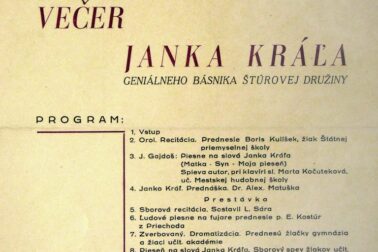 VEČER
JANKA KRÁĽA
GENIÁLNEHO BÁSNIKA ŠTÚROVEJ DRUŽINY
PROGRAM:
1. Vstup
2. Orol. Recitácia. Prednesie Boris Kulíšek, žiak Štátnej
priemyselnej školy
3. J. Gajdoš: Piesne na slová Janka Kráľa
(Matka - Syn - Moja pieseň)
Spieva autor, pri klavíri sl. Marta Kočuteková,
uč. Mestskej hudobnej školy
4. Janko Kráľ. Prednáška. Dr. Alex. Matuška
Prestávka
5. Sborová recitácia. Sostavil L. Sára
6. Ľudové piesne na fujare prednesie p. E. Kostúr
z Priechoda
7. Zverbovaný. Dramatizácia. Prednesú žiačky gymnázia
a žiaci učit. akadémie
8. Pieseň na slová Janka Kráľa. Sborový spev žiakov učit.